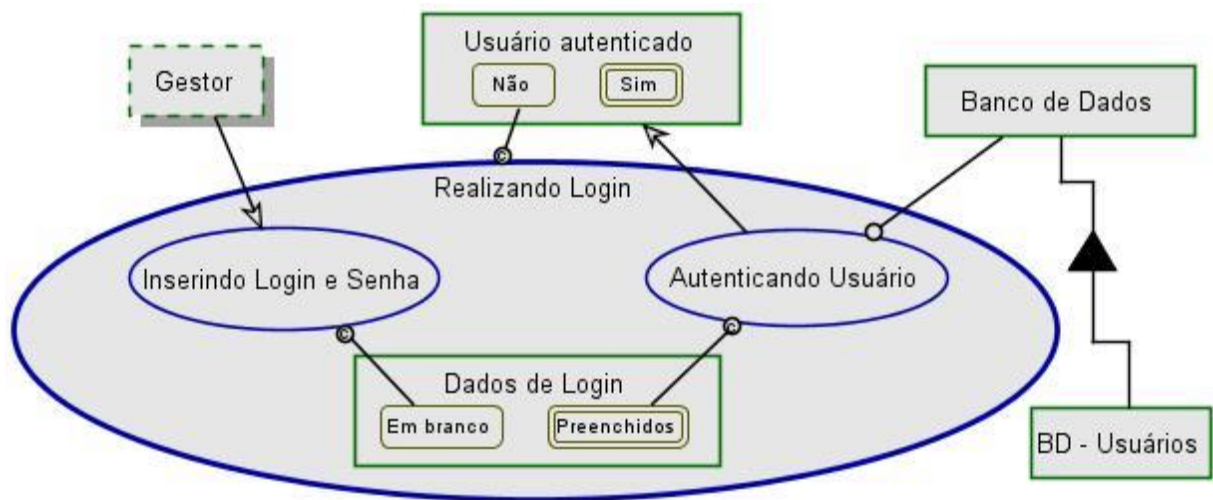 Usuário autenticado
Não
Sim
Gestor
Banco de Dados
c
Realizando Login
Inserindo Login e Senha
Autenticando Usuário
c
c
Dados de Login
Em branco
Preenchidos
BD - Usuários